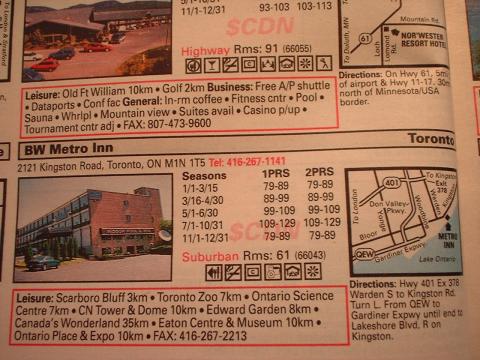 9/1-10/31
11/1-12/31 93-103 103-113
$CDN
Highway Rms: 91 (66055)
Leisure: Old Ft William 10km • Golf 2km Business: Free A/P shuttle
• Dataports • Conf fac General: In-rm coffee • Fitness cntr • Pool •
Sauna • Whrlpl • Mountain view • Suites avail • Casino p/up •
Tournament cntr adj • FAX: 807-473-9600
To London
& Stratford
To Duluth, MN
61
Loch
Lomond
Rd.
Mountain Rd.
NOR'WESTER
RESORT HOTEL
Directions: On Hwy 61, 5mi
of airport & Hwy 11-17. 30m
north of Minnesota/USA
border.
BW Metro Inn Toronto
2121 Kingston Road, Toronto, ON M1N 1T5 Tel: 416-267-1141
Seasons 1PRS 2PRS
1/1-3/15 79-89 79-89
3/16-4/30 89-99 89-99
5/1-6/30 99-109 99-109
7/1-10/31 109-129 109-129
11/1-12/31 79-89 79-89
$CDN
Suburban Rms: 61 (66043)
Leisure: Scarboro Bluff 3km • Toronto Zoo 7km • Ontario Science
Centre 7km • CN Tower & Dome 10km • Edward Garden 8km •
Canada's Wonderland 35km • Eaton Centre & Museum 10km •
Ontario Place & Expo 10km • FAX: 416-267-2213
To Kingston
Exit
378
401
To London
Don Valley
Pkwy.
Yonge
Woodbine
Bloor
Gardiner Expwy
QEW
METRO
INN
Lake Ontario
Directions: Hwy 401 Ex 378
Warden S to Kingston Rd.
Turn L. From QEW to
Gardiner Expwy until end to
Lakeshore Blvd, R on
Kingston.